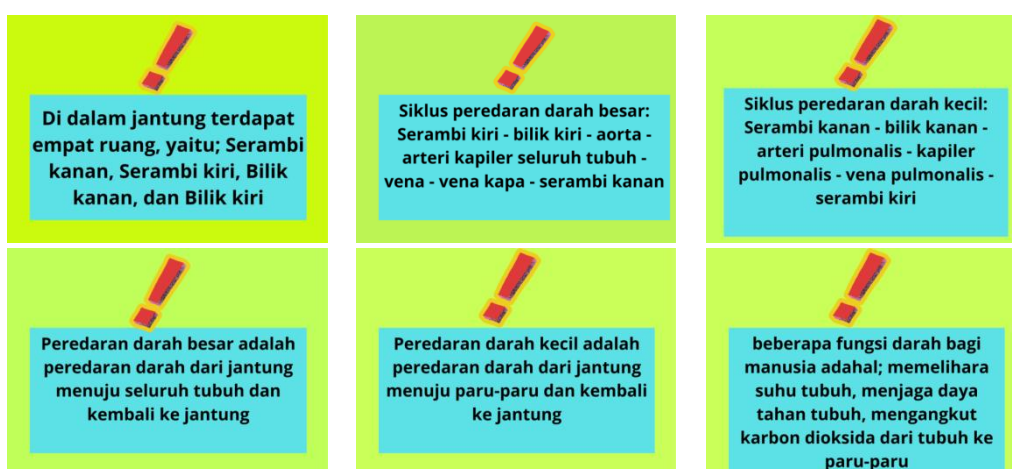 Di dalam jantung terdapat
empat ruang, yaitu; Serambi
kanan, Serambi kiri, Bilik
kanan, dan Bilik kiri
Siklus peredaran darah besar:
Serambi kiri - bilik kiri - aorta -
arteri kapiler seluruh tubuh -
vena - vena kapa - serambi kanan
Siklus peredaran darah kecil:
Serambi kanan - bilik kanan -
arteri pulmonalis - kapiler
pulmonalis - vena pulmonalis -
serambi kiri
Peredaran darah besar adalah
peredaran darah dari jantung
menuju seluruh tubuh dan
kembali ke jantung
Peredaran darah kecil adalah
peredaran darah dari jantung
menuju paru-paru dan kembali
ke jantung
beberapa fungsi darah bagi
manusia adahal; memelihara
suhu tubuh, menjaga daya
tahan tubuh, mengangkut
karbon dioksida dari tubuh ke
paru-paru